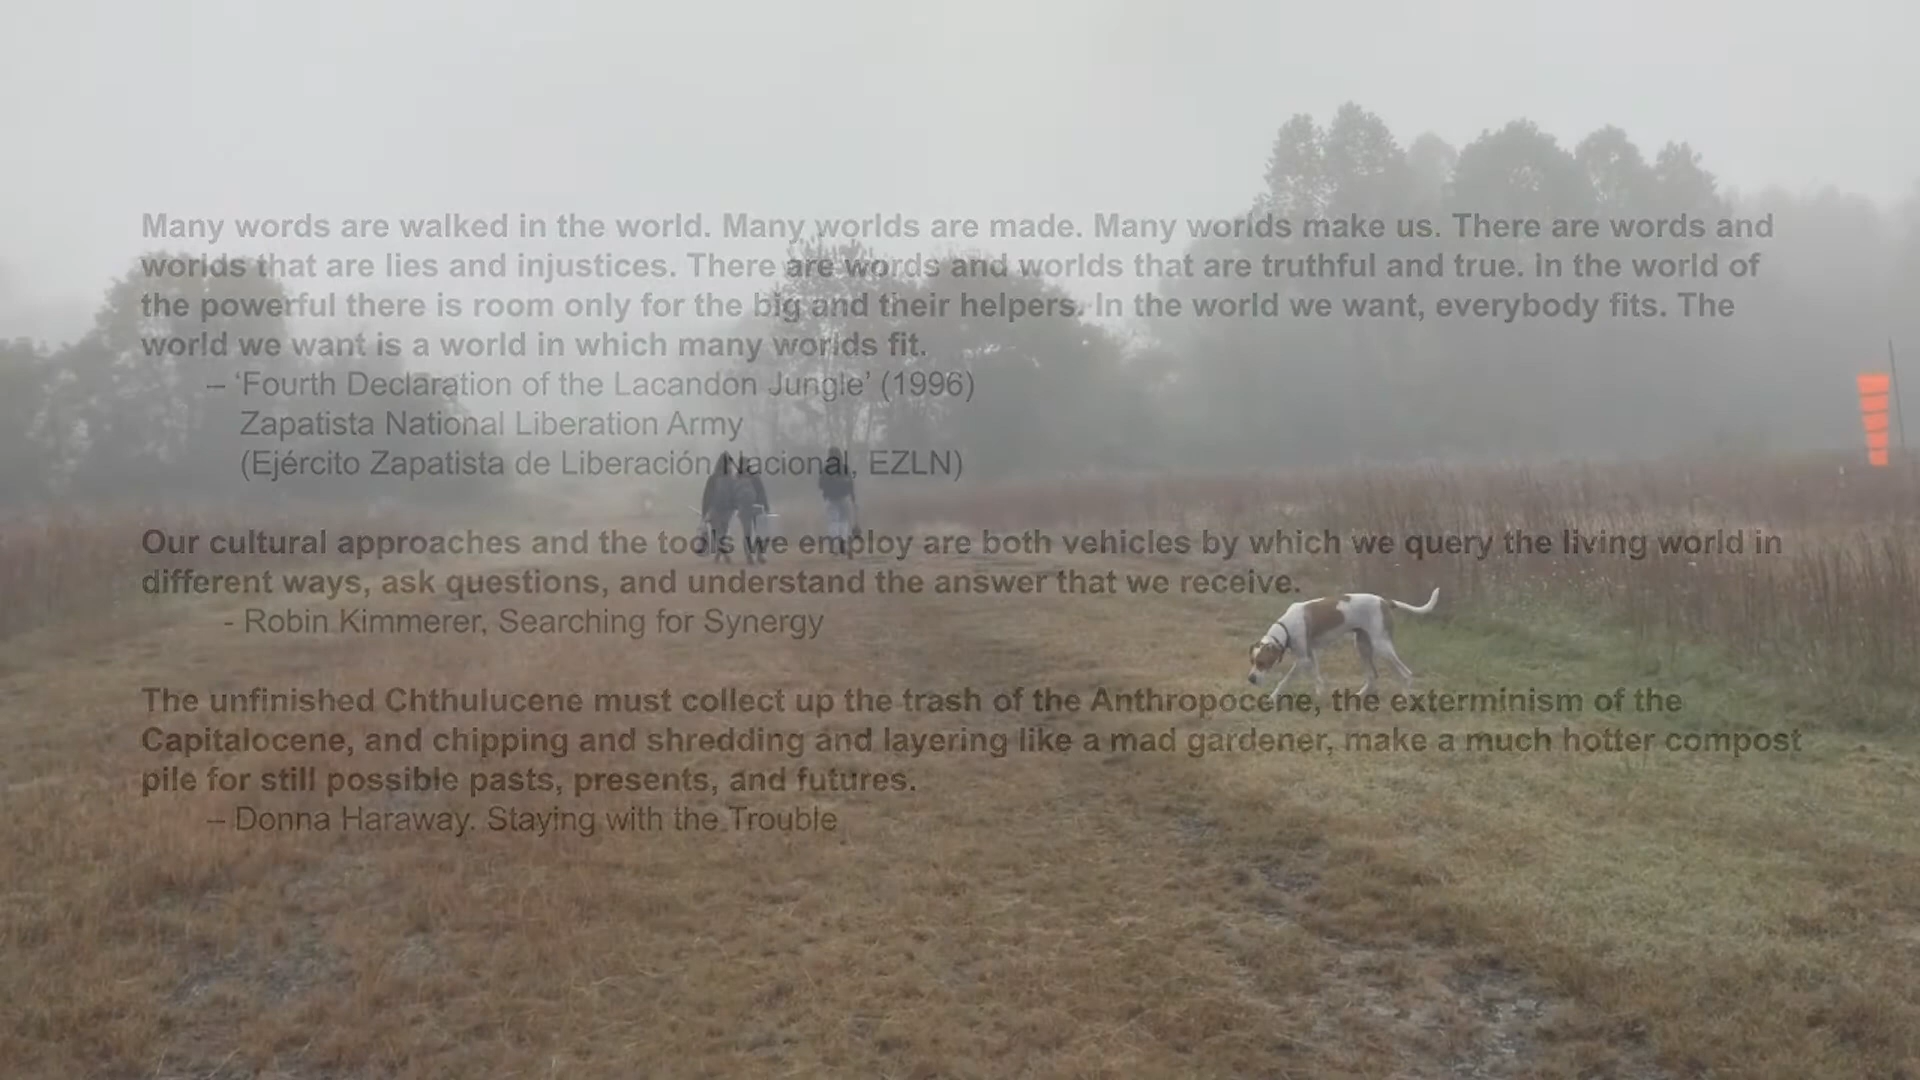 Many words are walked in the world. Many worlds are made. Many worlds make us. There are words and
worlds that are lies and injustices. There are words and worlds that are truthful and true. In the world of
the powerful there is room only for the big and their helpers. In the world we want, everybody fits. The
world we want is a world in which many worlds fit.
– ‘Fourth Declaration of the Lacandon Jungle’ (1996)
Zapatista National Liberation Army
(Ejército Zapatista de Liberación Nacional, EZLN)
Our cultural approaches and the tools we employ are both vehicles by which we query the living world in
different ways, ask questions, and understand the answer that we receive.
- Robin Kimmerer, Searching for Synergy
The unfinished Chthulucene must collect up the trash of the Anthropocene, the exterminism of the
Capitalocene, and chipping and shredding and layering like a mad gardener, make a much hotter compost
pile for still possible pasts, presents, and futures.
– Donna Haraway. Staying with the Trouble